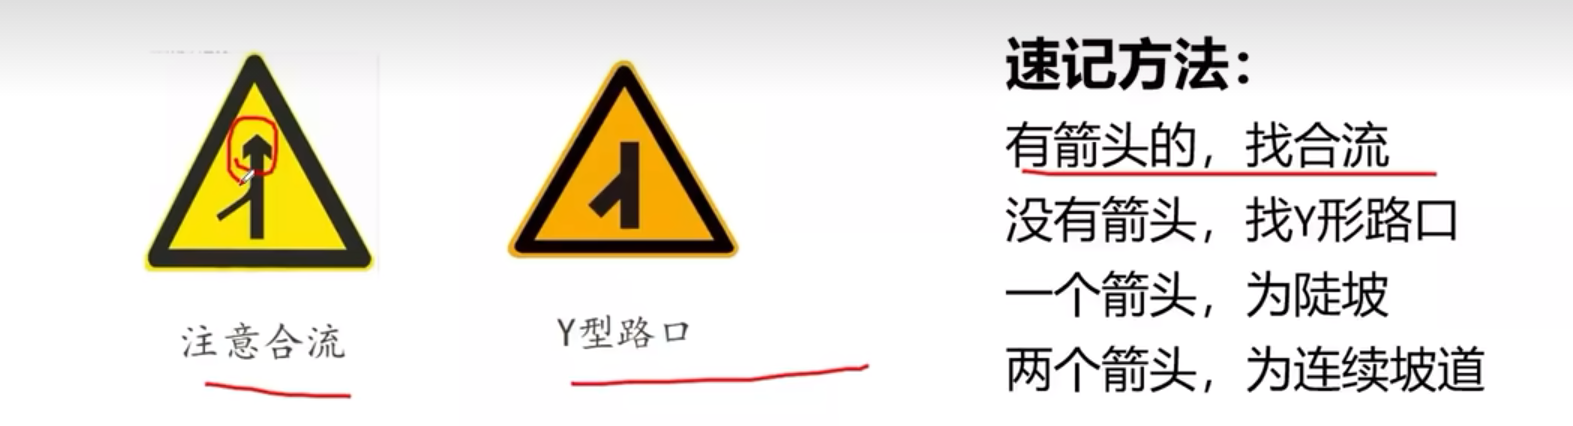 速记方法：
有箭头的，找合流
没有箭头，找Y形路口
一个箭头，为陡坡
两个箭头，为连续坡道
注意合流
Y型路口